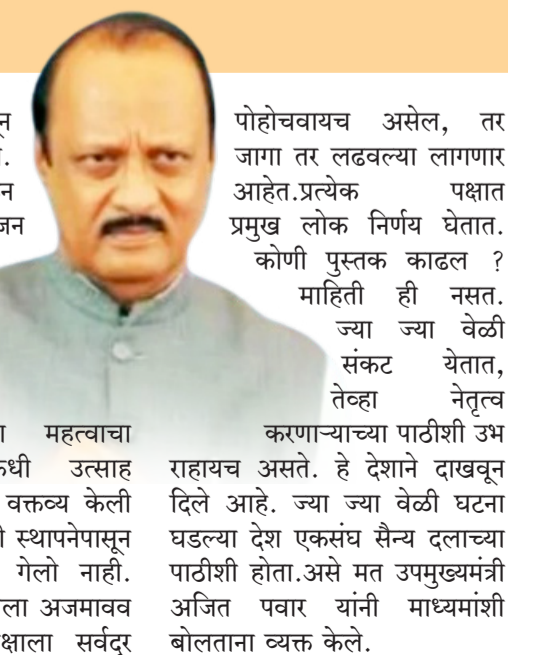 महत्वाचा
उत्साह
वक्तव्य केली
स्थापनेपासून
गेलो नाही.
अजमावव
सर्वदुर
पोहोचवायच असेल, तर
जागा तर लढवल्या लागणार
आहेत.प्रत्येक पक्षात
प्रमुख लोक निर्णय घेतात.
कोणी पुस्तक काढल ?
माहिती ही नसत.
ज्या ज्या वेळी
संकट येतात,
तेव्हा नेतृत्व
करणाऱ्याच्या पाठीशी उभ
राहायच असते. हे देशाने दाखवून
दिले आहे. ज्या ज्या वेळी घटना
घडल्या देश एकसंघ सैन्य दलाच्या
पाठीशी होता.असे मत उपमुख्यमंत्री
अजित पवार यांनी माध्यमांशी
बोलताना व्यक्त केले.